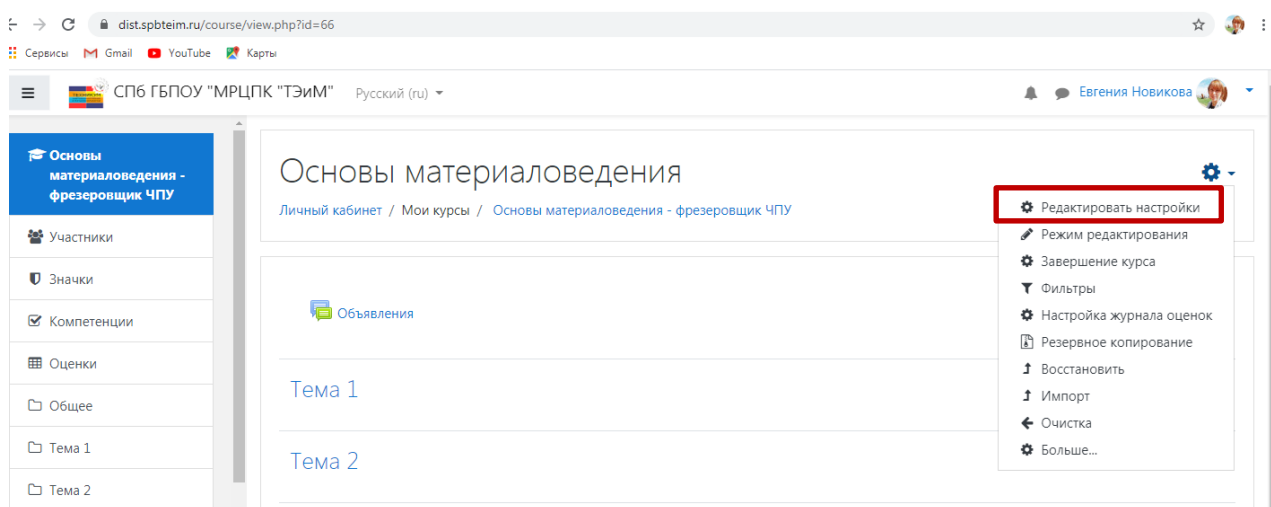 dist.spbteim.ru/course/view.php?id=66
Сервисы Gmail YouTube Карты
СПб ГБПОУ "МРЦПК "ТЭиМ" Русский (ru) Евгения Новикова
Основы
материаловедения -
фрезеровщик ЧПУ
Участники
Значки
Компетенции
Оценки
Общее
Тема 1
Тема 2
Основы материаловедения
Личный кабинет / Мои курсы / Основы материаловедения - фрезеровщик ЧПУ
Редактировать настройки
Режим редактирования
Завершение курса
Фильтры
Настройка журнала оценок
Резервное копирование
Восстановить
Импорт
Очистка
Больше...
Объявления
Тема 1
Тема 2